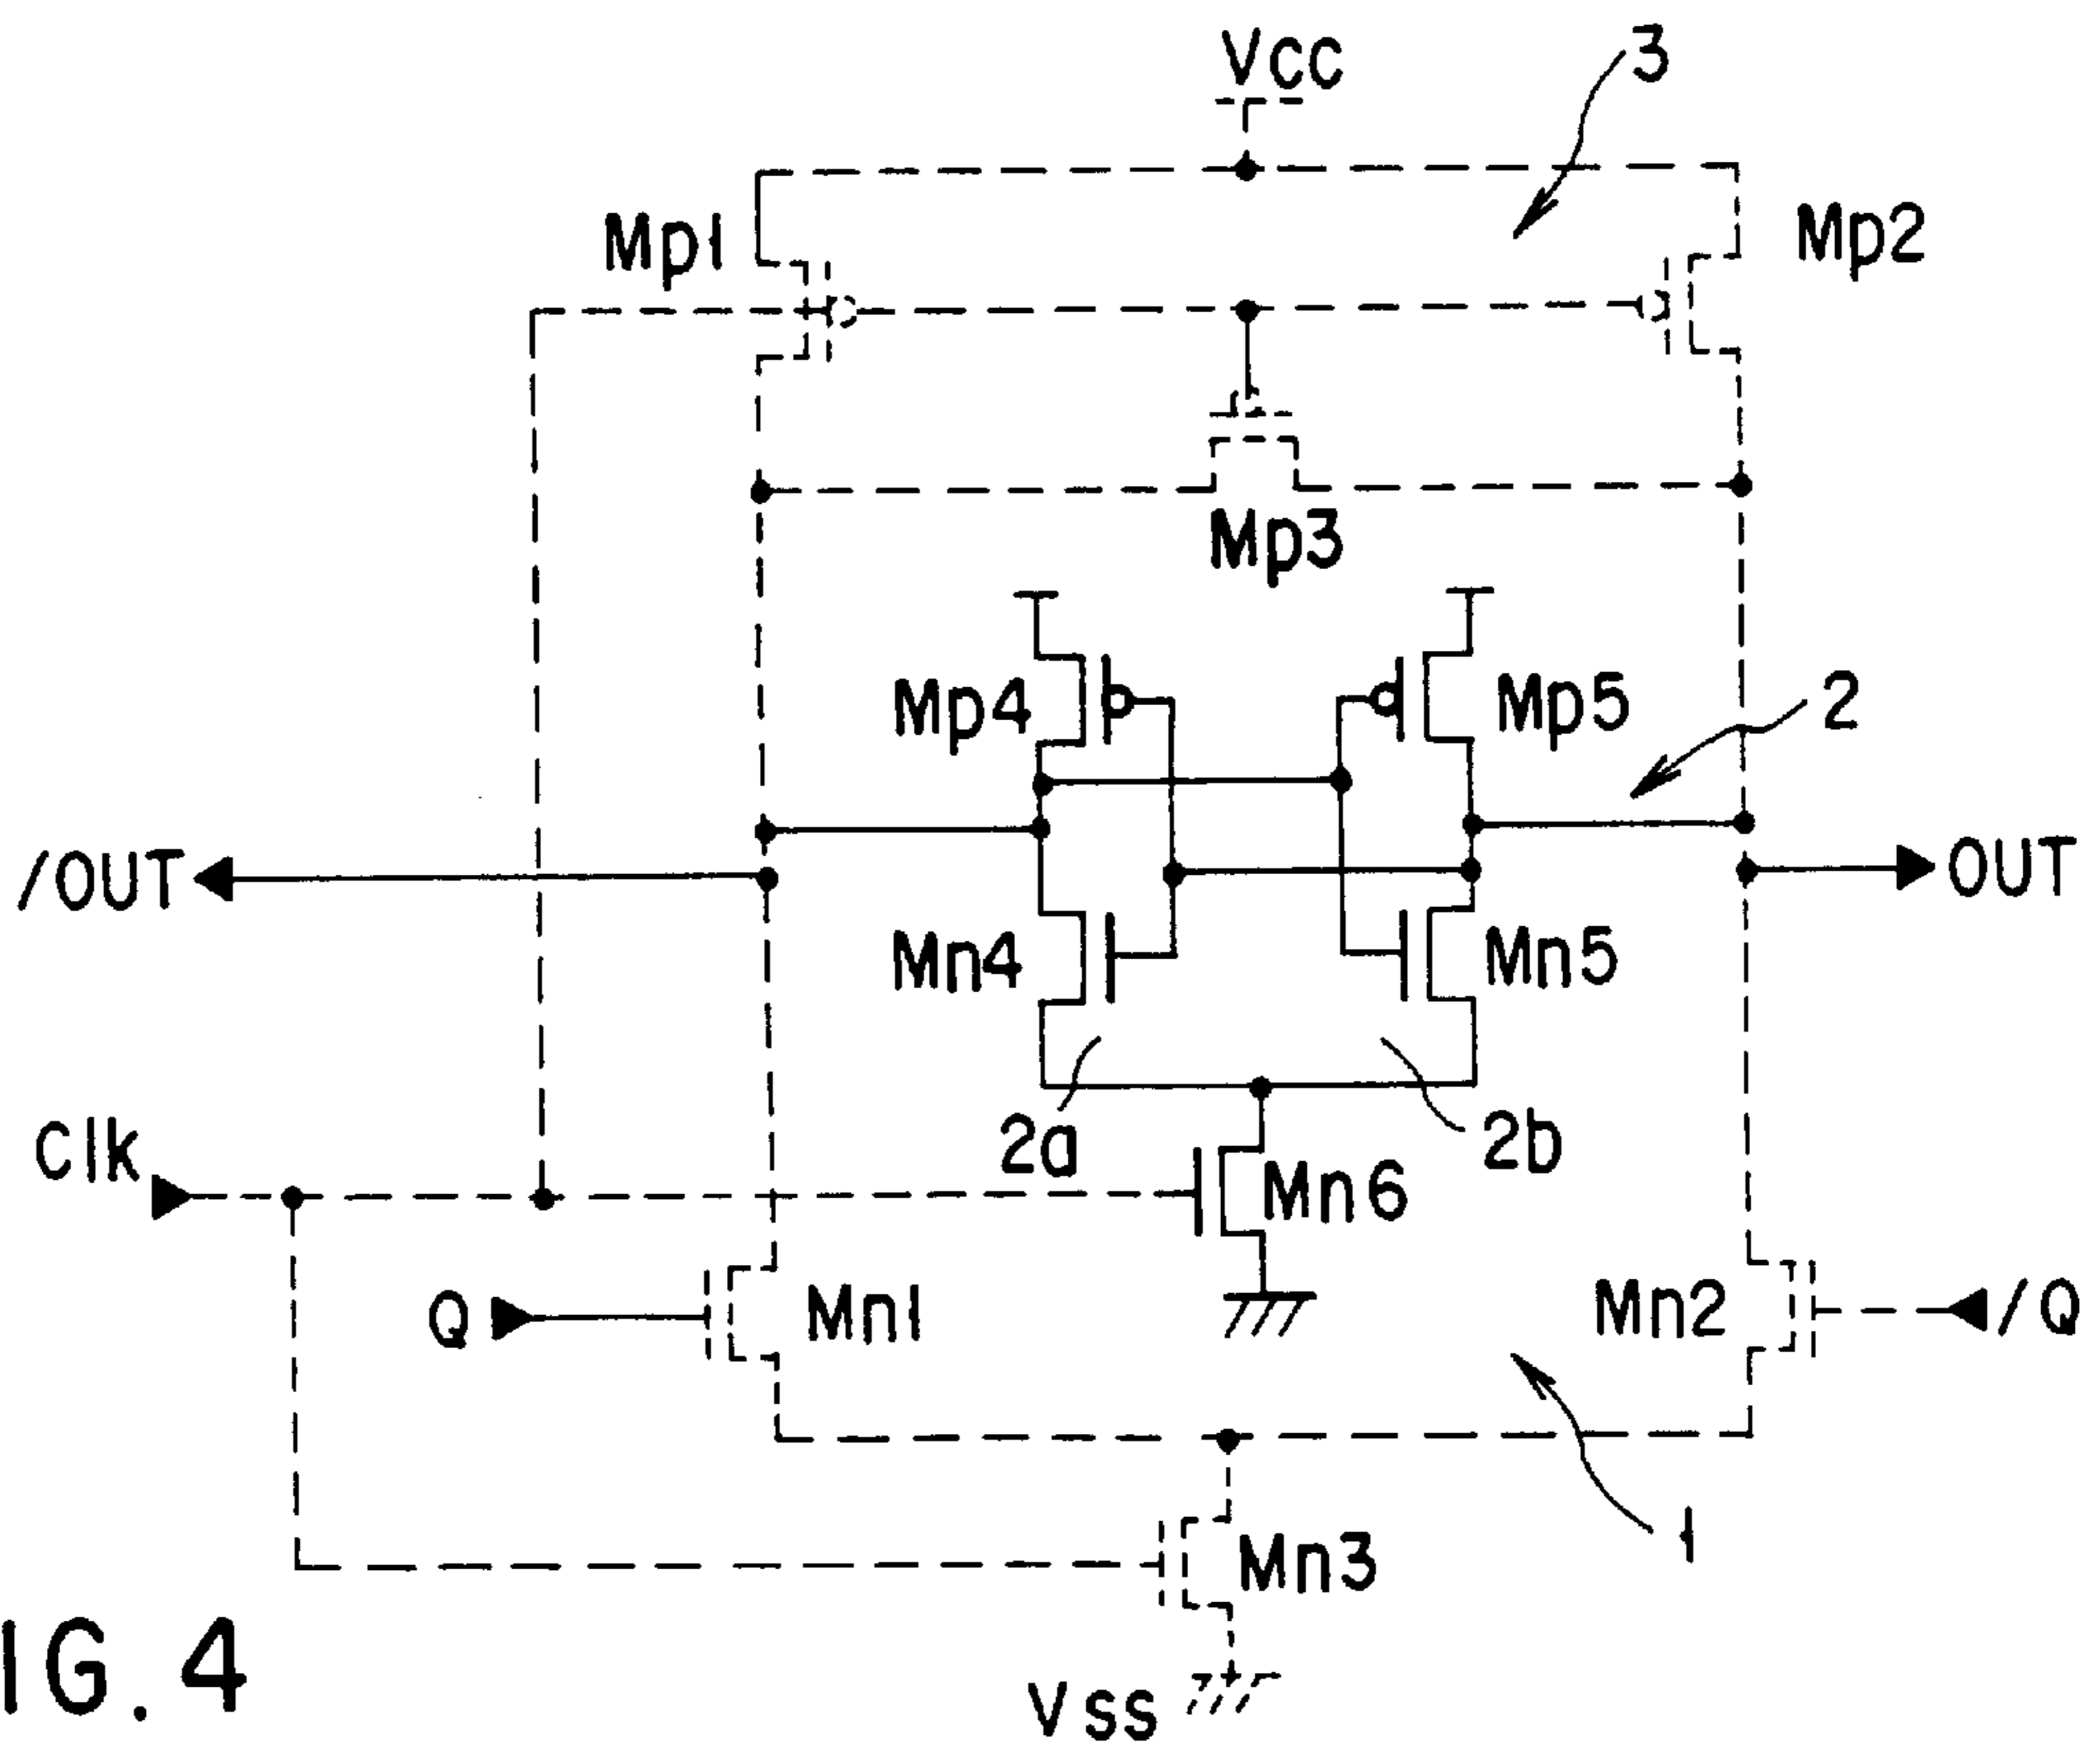 Vcc
3
Mp1
Mp2
Mp3
Mp4
Mp5
2
/OUT
OUT
Mn4
Mn5
Clk
2a
2b
Mn6
Q
Mn1
Mn2
/Q
1
Mn3
Vss
IG. 4